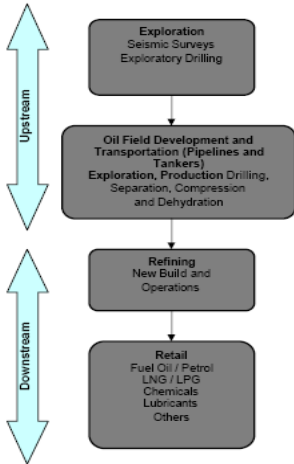 Upstream
Exploration
Seismic Surveys
Exploratory Drilling
Oil Field Development and
Transportation (Pipelines and
Tankers)
Exploration, Production Drilling,
Separation, Compression
and Dehydration
Downstream
Refining
New Build and
Operations
Retail
Fuel Oil / Petrol
LNG / LPG
Chemicals
Lubricants
Others